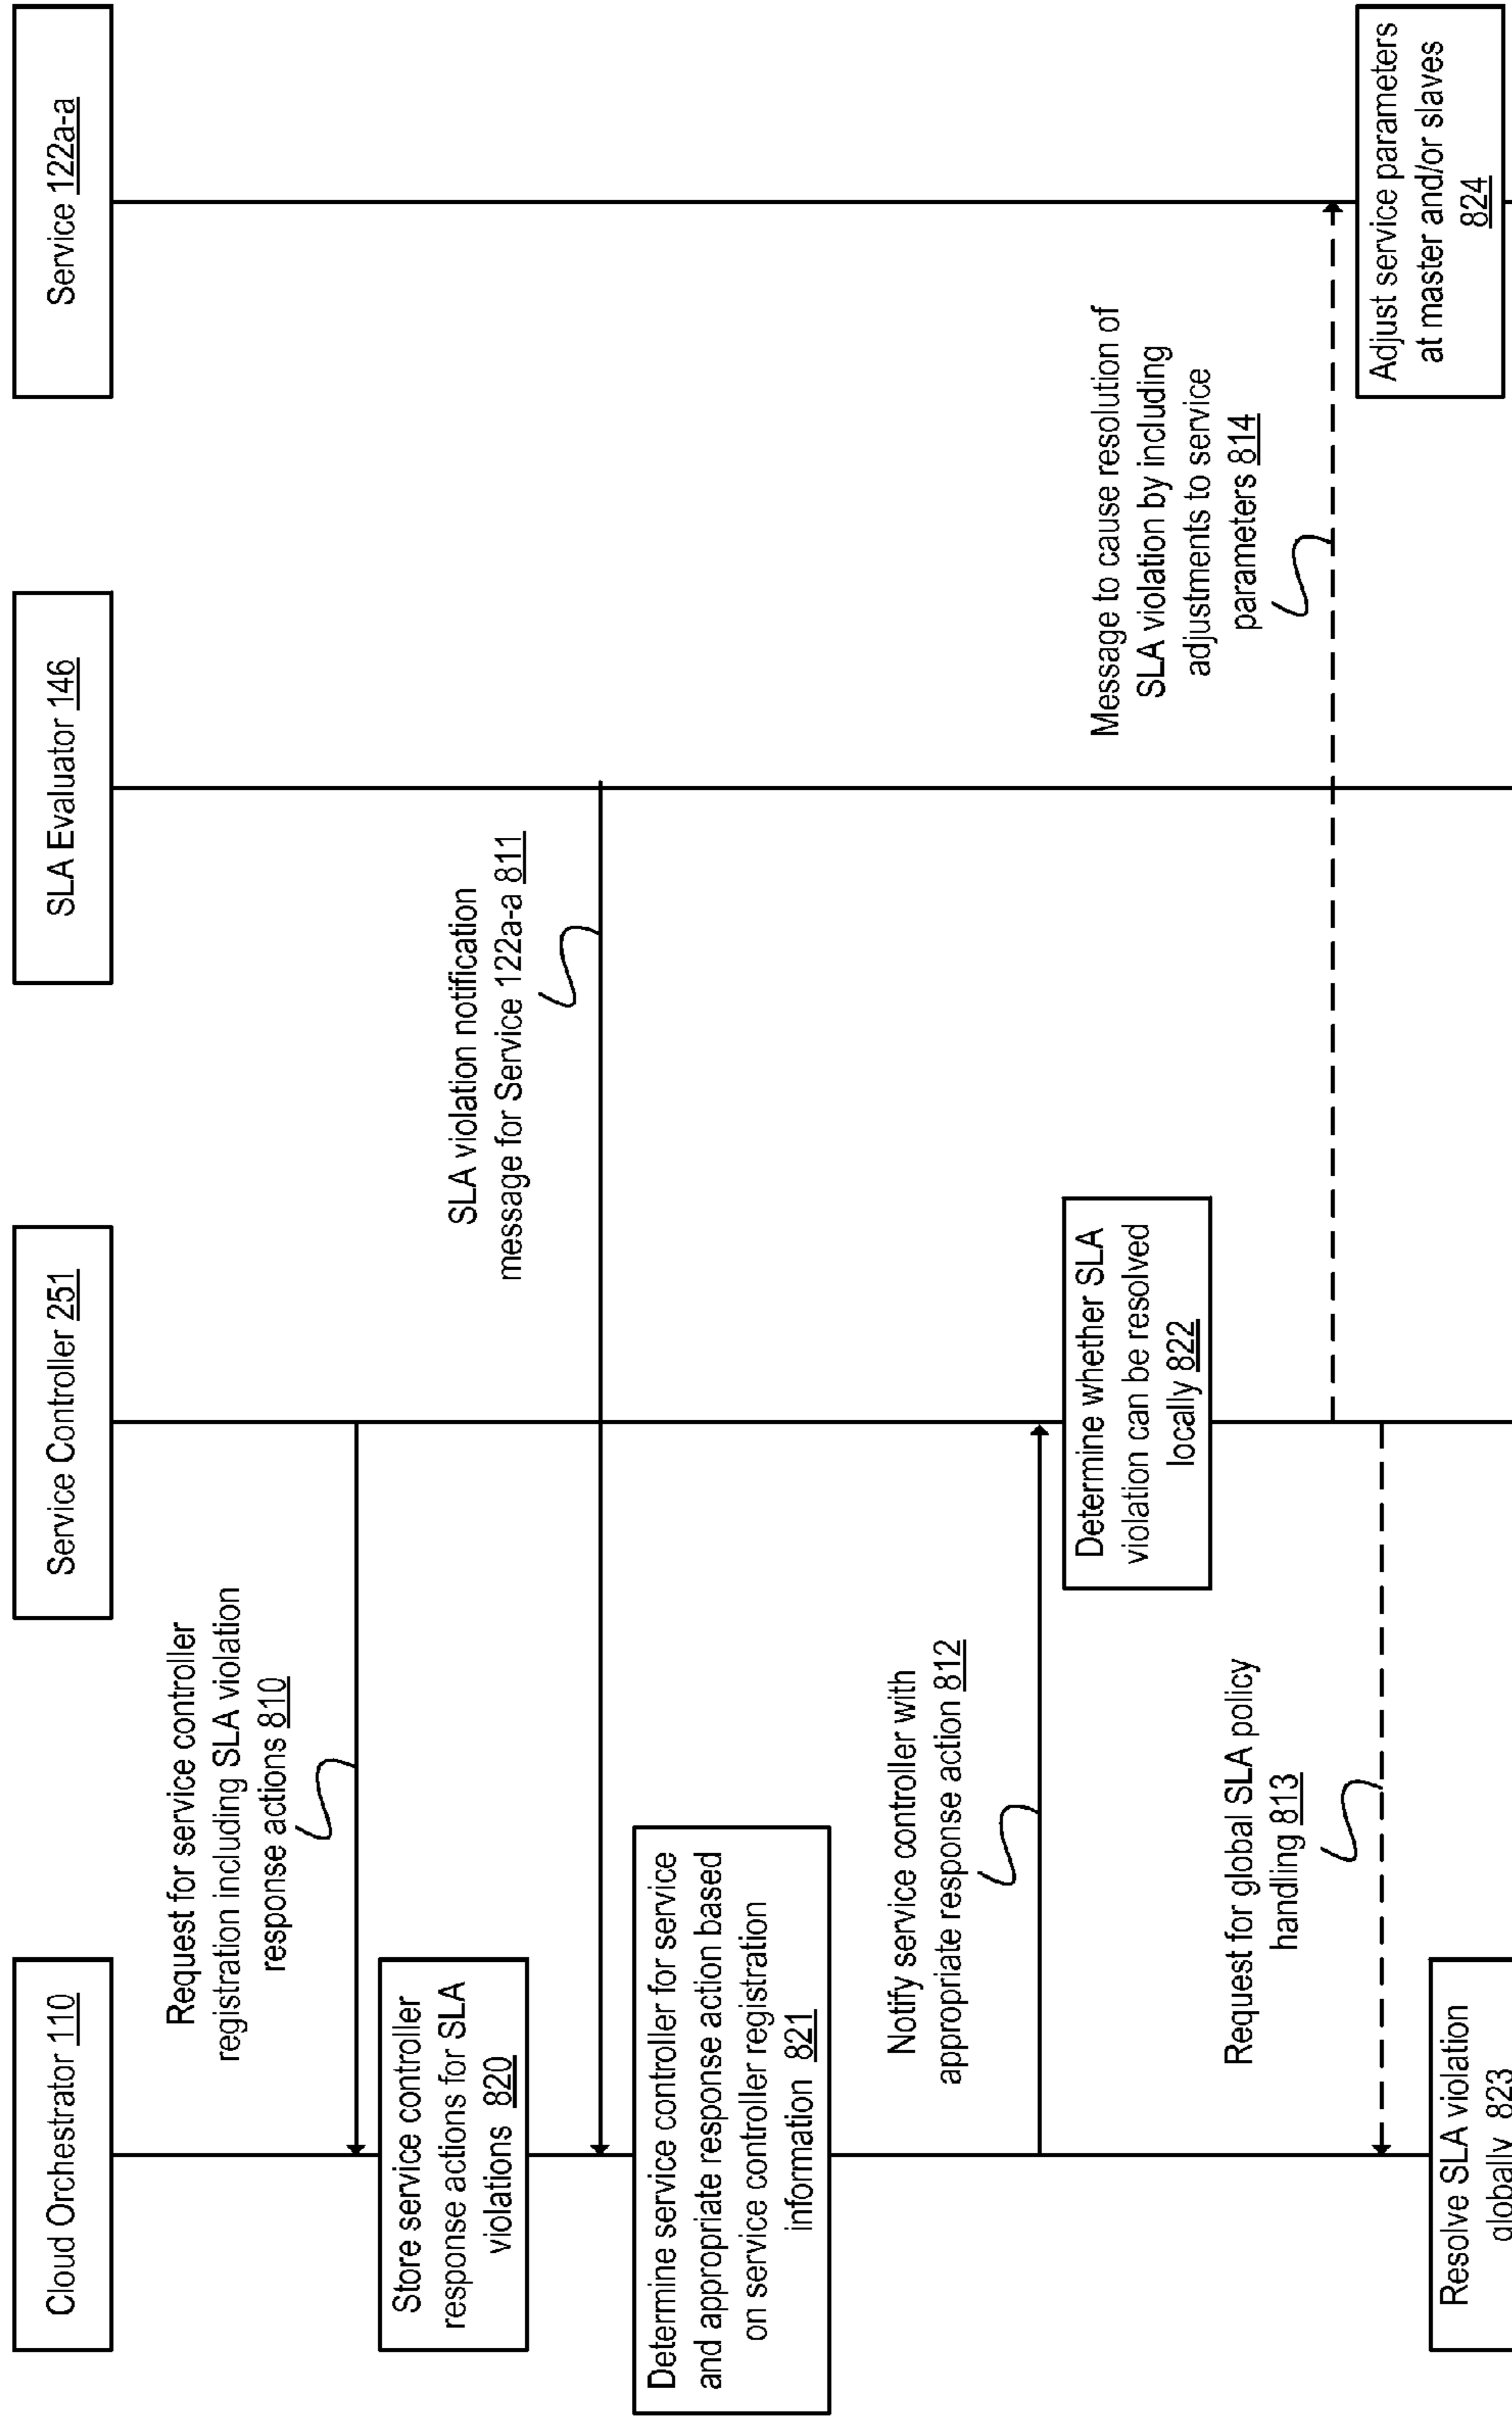 Cloud Orchestrator 110
Service Controller 251
SLA Evaluator 146
Service 122a-a
Request for service controller
registration including SLA violation
response actions 810
Store service controller
response actions for SLA
violations 820
SLA violation notification
message for Service 122a-a 811
Determine service controller for service
and appropriate response action based
on service controller registration
information 821
Notify service controller with
appropriate response action 812
Determine whether SLA
violation can be resolved
locally 822
Message to cause resolution of
SLA violation by including
adjustments to service
parameters 814
Request for global SLA policy
handling 813
Adjust service parameters
at master and/or slaves
824
Resolve SLA violation
globally 823